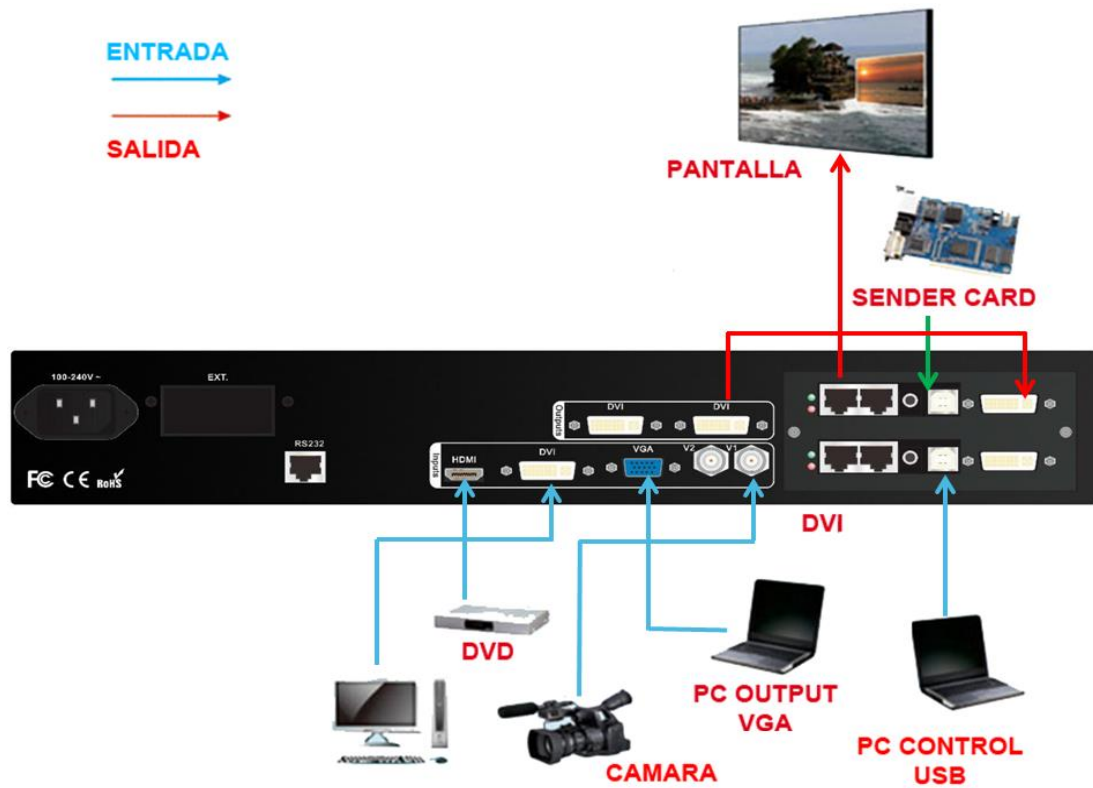 ENTRADA
SALIDA
PANTALLA
SENDER CARD
100-240V ~
EXT.
RS232
FC CE RoHS
Outputs
DVI
DVI
Inputs
HDMI
DVI
VGA
V2
V1
DVI
DVD
CAMARA
PC OUTPUT
VGA
PC CONTROL
USB